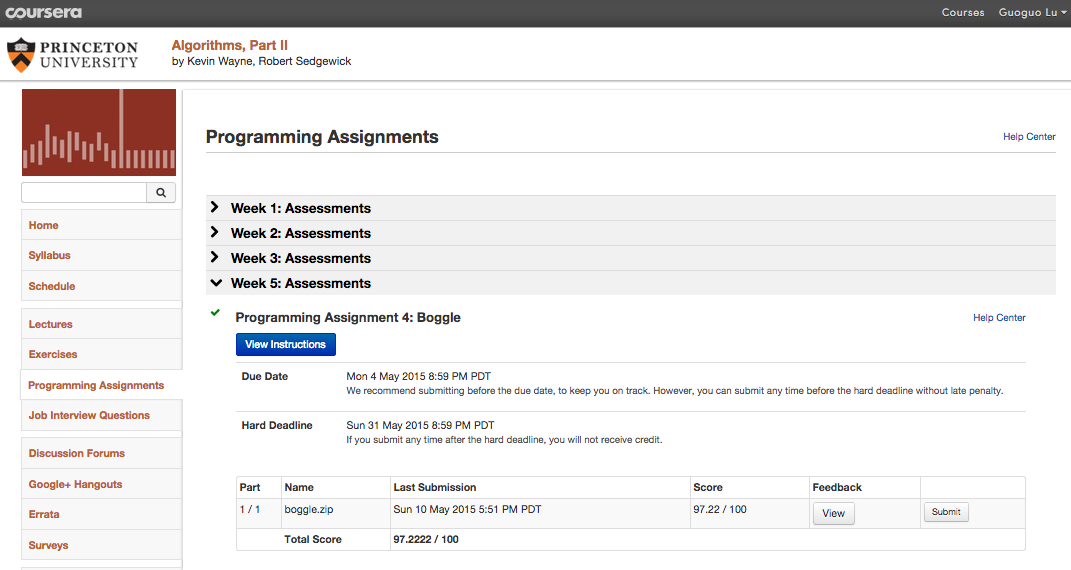 coursera
Courses Guoguo Lu
PRINCETON
UNIVERSITY
Algorithms, Part II
by Kevin Wayne, Robert Sedgewick
Programming Assignments
Help Center
Home
Syllabus
Schedule
Lectures
Exercises
Programming Assignments
Job Interview Questions
Discussion Forums
Google+ Hangouts
Errata
Surveys
Week 1: Assessments
Week 2: Assessments
Week 3: Assessments
Week 5: Assessments
Programming Assignment 4: Boggle
Help Center
View Instructions
Due Date Mon 4 May 2015 8:59 PM PDT
We recommend submitting before the due date, to keep you on track. However, you can submit any time before the hard deadline without late penalty.
Hard Deadline Sun 31 May 2015 8:59 PM PDT
If you submit any time after the hard deadline, you will not receive credit.
Part Name Last Submission Score Feedback
1 / 1 boggle.zip Sun 10 May 2015 5:51 PM PDT 97.22 / 100 View Submit
Total Score 97.2222 / 100